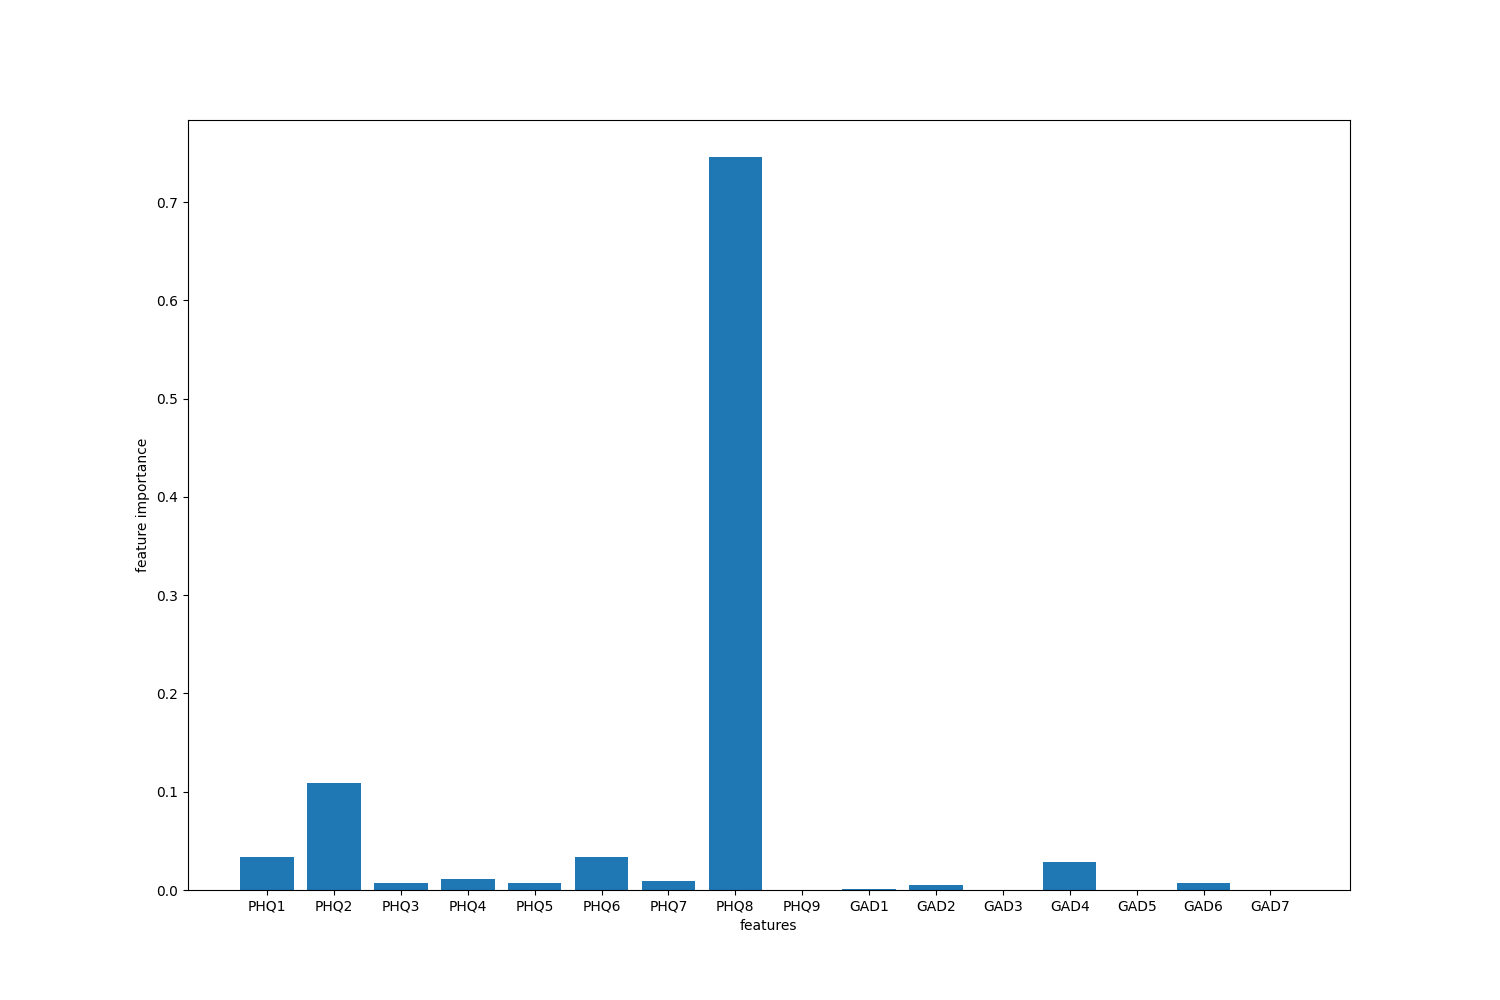 feature importance
0.7
0.6
0.5
0.4
0.3
0.2
0.1
0.0
PHQ1 PHQ2 PHQ3 PHQ4 PHQ5 PHQ6 PHQ7 PHQ8 PHQ9 GAD1 GAD2 GAD3 GAD4 GAD5 GAD6 GAD7
features